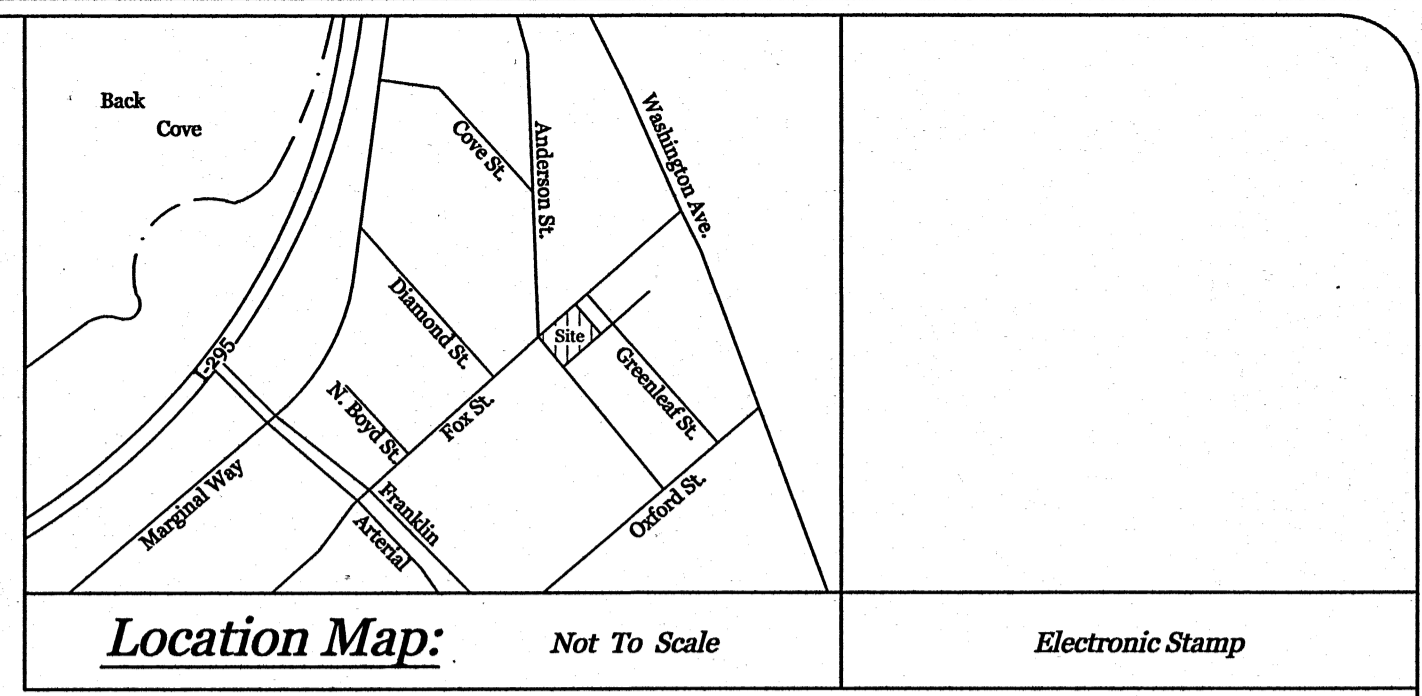 Back
Cove
Cove St.
Anderson St.
Washington Ave.
Diamond St.
Site
Greenleaf St.
-295
N. Boyd St.
Fox St.
Marginal Way
Franklin
Arterial
Oxford St.
Location Map:
Not To Scale
Electronic Stamp